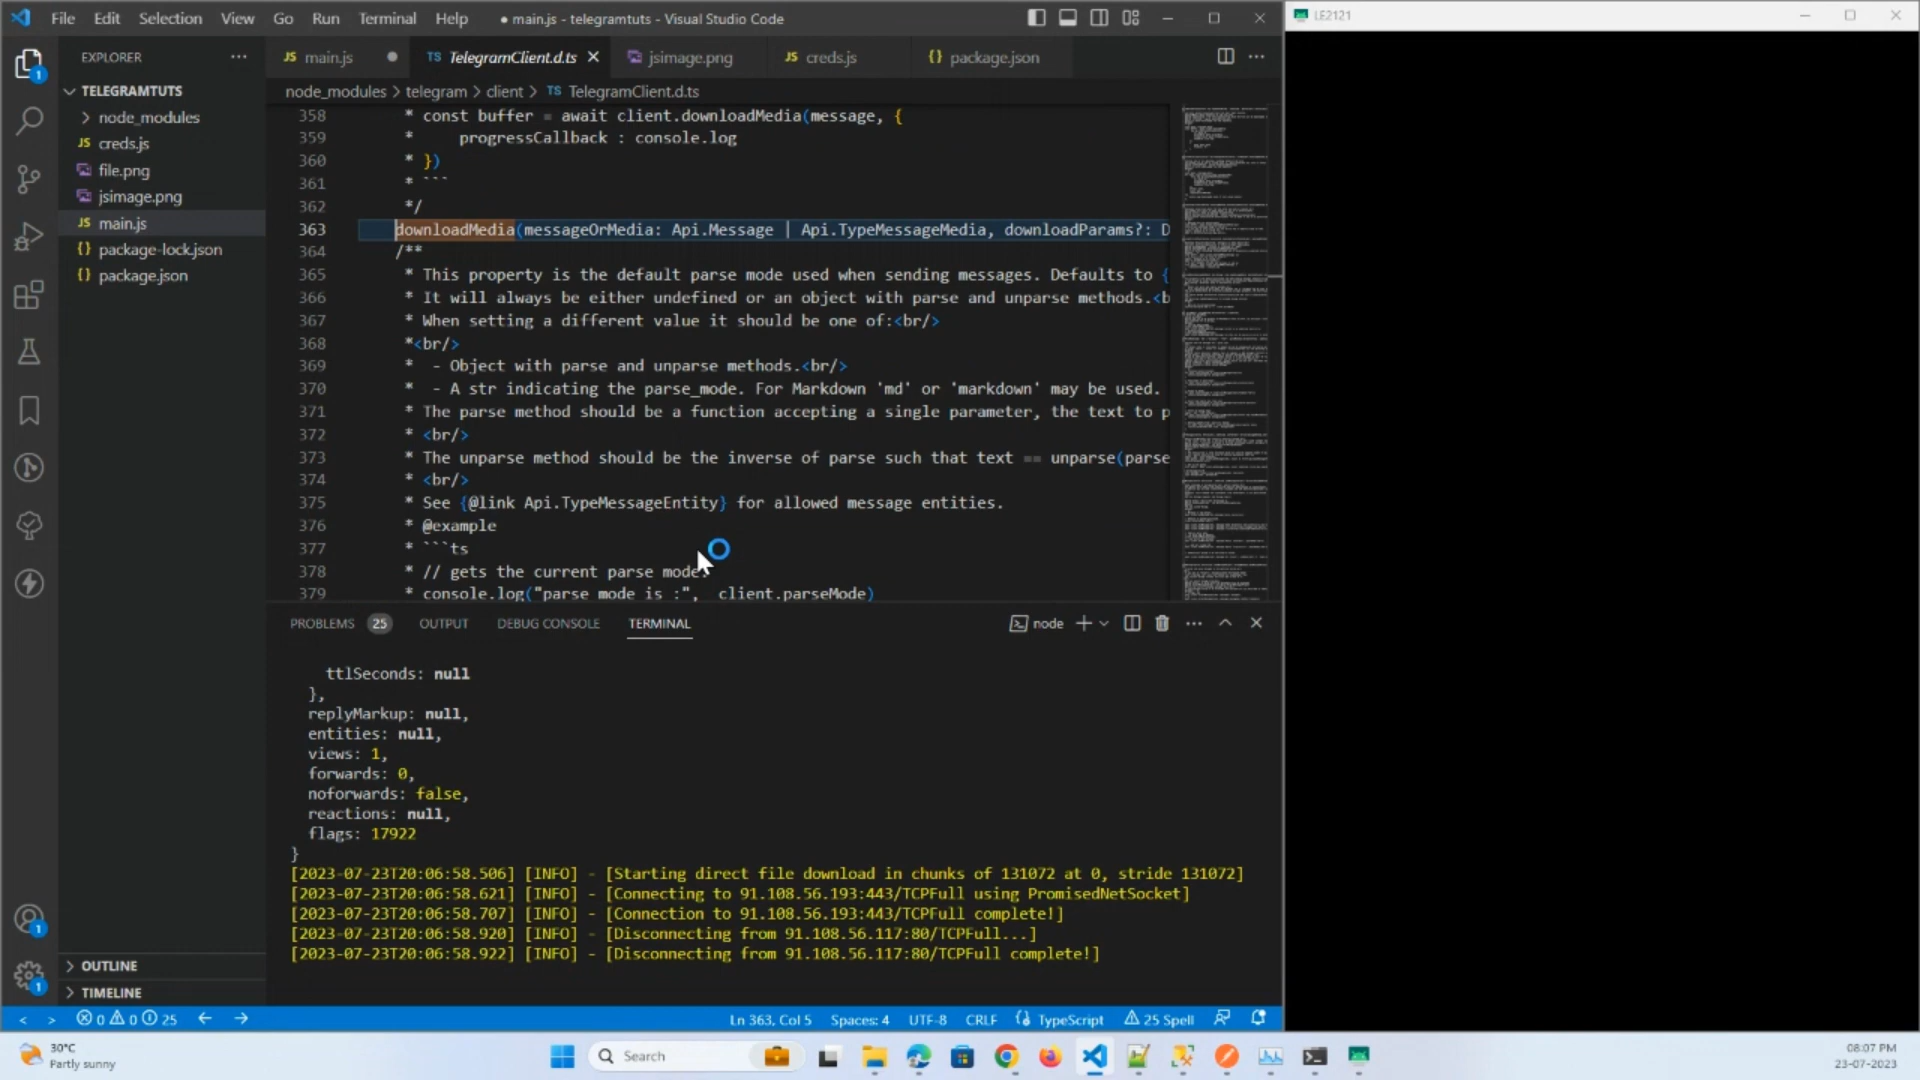 File Edit Selection View Go Run Terminal Help ● main.js - telegramtuts - Visual Studio Code
LE2121
EXPLORER ···
JS main.js ●
TS TelegramClient.d.ts
jsimage.png
JS creds.js
{} package.json
TELEGRAMTUTS
node_modules
JS creds.js
file.png
jsimage.png
JS main.js
{} package-lock.json
{} package.json
OUTLINE
TIMELINE
node_modules > telegram > client > TS TelegramClient.d.ts
358 * const buffer = await client.downloadMedia(message, {
359 * progressCallback : console.log
360 * })
361 * ```
362 */
363 downloadMedia(messageOrMedia: Api.Message | Api.TypeMessageMedia, downloadParams?: D
364 /**
365 * This property is the default parse mode used when sending messages. Defaults to {
366 * It will always be either undefined or an object with parse and unparse methods.<b
367 * When setting a different value it should be one of:<br/>
368 *<br/>
369 * - Object with parse and unparse methods.<br/>
370 * - A str indicating the parse_mode. For Markdown 'md' or 'markdown' may be used.
371 * The parse method should be a function accepting a single parameter, the text to p
372 * <br/>
373 * The unparse method should be the inverse of parse such that text == unparse(parse
374 * <br/>
375 * See {@link Api.TypeMessageEntity} for allowed message entities.
376 * @example
377 * ```ts
378 * // gets the current parse mode.
379 * console.log("parse mode is :", client.parseMode)
PROBLEMS 25 OUTPUT DEBUG CONSOLE TERMINAL
node
ttlSeconds: null
},
replyMarkup: null,
entities: null,
views: 1,
forwards: 0,
noforwards: false,
reactions: null,
flags: 17922
}
[2023-07-23T20:06:58.506] [INFO] - [Starting direct file download in chunks of 131072 at 0, stride 131072]
[2023-07-23T20:06:58.621] [INFO] - [Connecting to 91.108.56.193:443/TCPFull using PromisedNetSocket]
[2023-07-23T20:06:58.707] [INFO] - [Connection to 91.108.56.193:443/TCPFull complete!]
[2023-07-23T20:06:58.920] [INFO] - [Disconnecting from 91.108.56.117:80/TCPFull...]
[2023-07-23T20:06:58.922] [INFO] - [Disconnecting from 91.108.56.117:80/TCPFull complete!]
0 0 25
Ln 363, Col 5 Spaces: 4 UTF-8 CRLF TypeScript 25 Spell
30°C
Partly sunny
Search
08:07 PM
23-07-2023